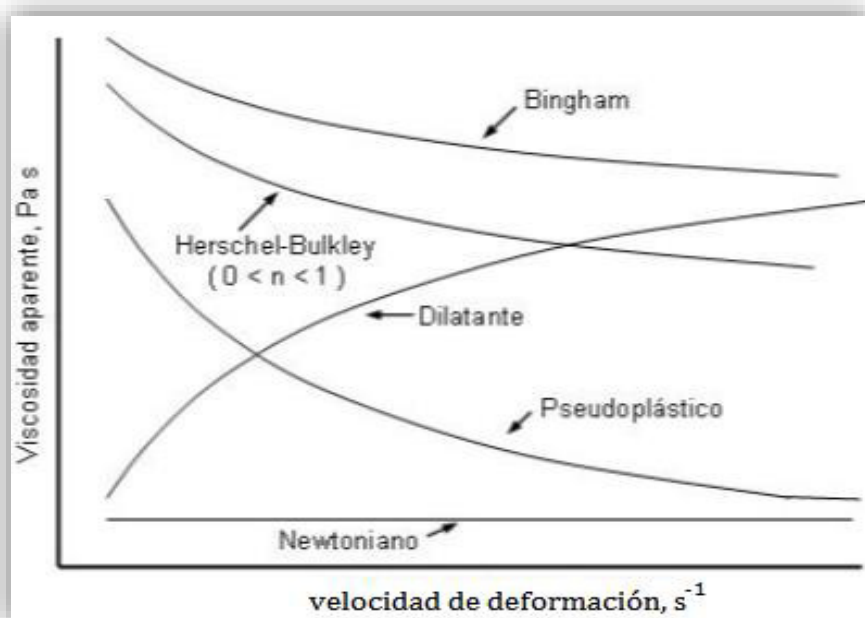 Viscosidad aparente, Pa s
Bingham
Herschel-Bulkley
( 0 < n < 1 )
Dilatante
Pseudoplástico
Newtoniano
velocidad de deformación, s⁻¹